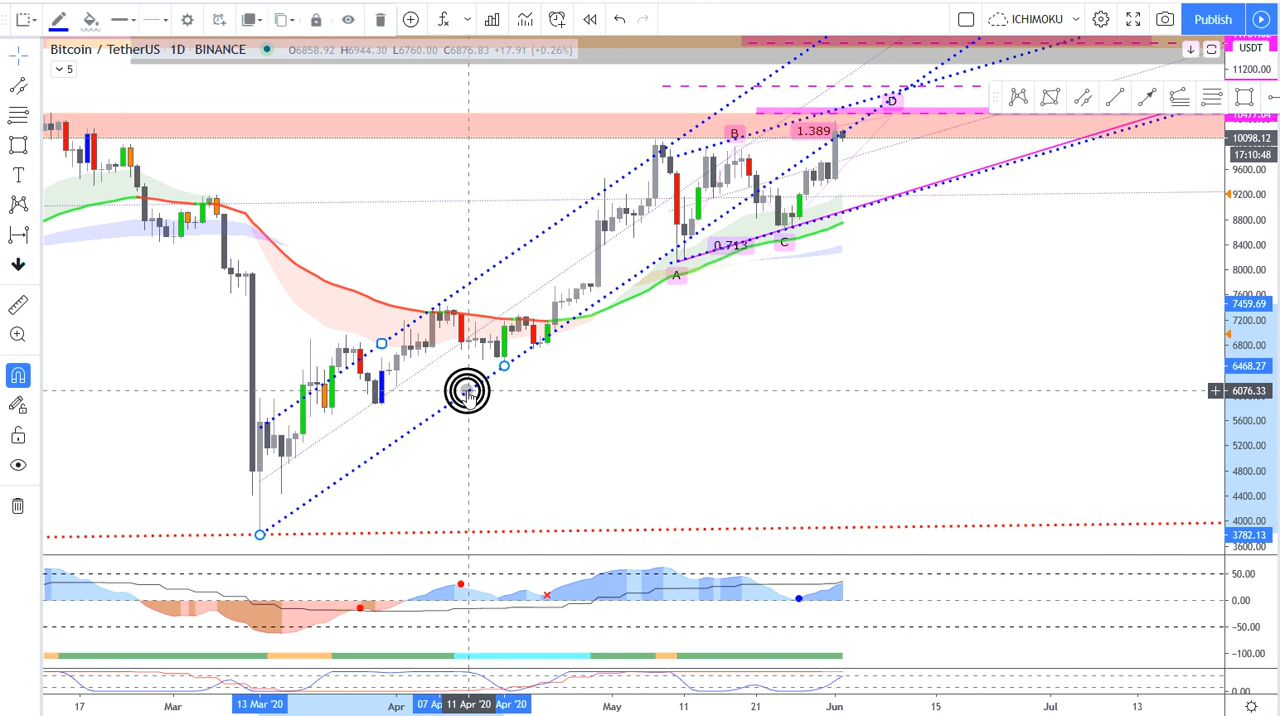 ICHIMOKU
Publish
Bitcoin / TetherUS · 1D · BINANCE
O6858.92 H6944.30 L6760.00 C6876.83 +17.91 (+0.26%)
USDT
5
11200.00
D
10477.04
B
1.389
10098.12
17:10:48
9600.00
9200.00
8800.00
0.713
C
8400.00
A
8000.00
7459.69
7200.00
6800.00
6468.27
6076.33
5600.00
5200.00
4800.00
4400.00
4000.00
3782.13
3600.00
50.00
0.00
−50.00
−100.00
0.00
17
Mar
13 Mar '20
Apr
11 Apr '20
Apr '20
May
11
21
Jun
15
Jul
13